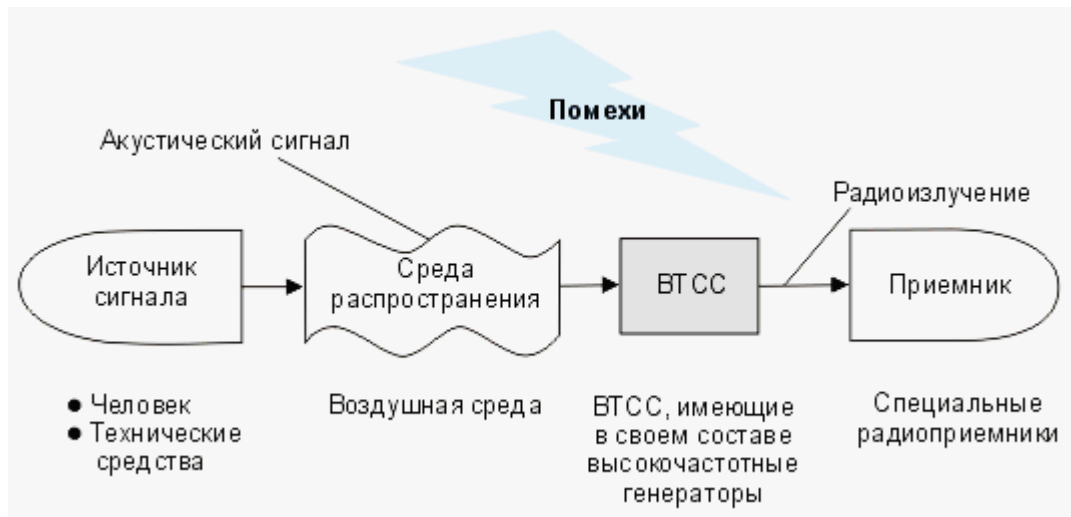 Помехи
Акустический сигнал
Радиоизлучение
Источник
сигнала
Среда
распространения
ВТСС
Приемник
● Человек
● Технические
средства
Воздушная среда
ВТСС, имеющие
в своем составе
высокочастотные
генераторы
Специальные
радиоприемники